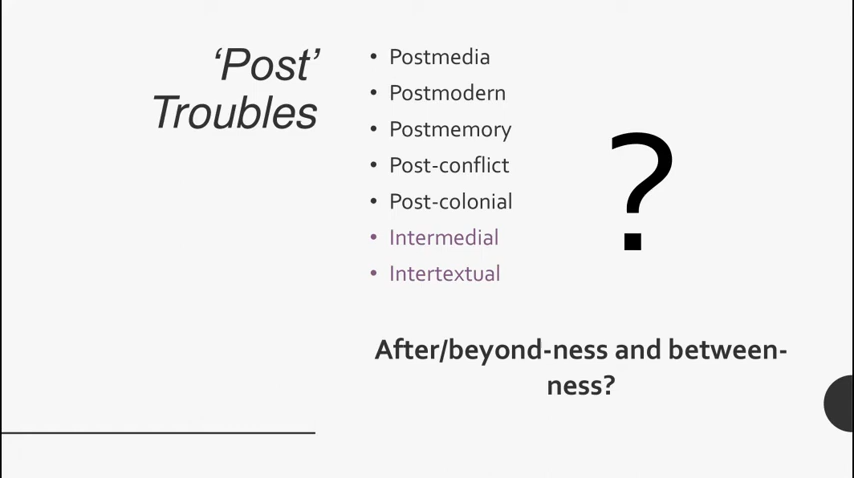 ‘Post’
Troubles
• Postmedia
• Postmodern
• Postmemory
• Post-conflict
• Post-colonial
• Intermedial
• Intertextual
?
After/beyond-ness and between-
ness?